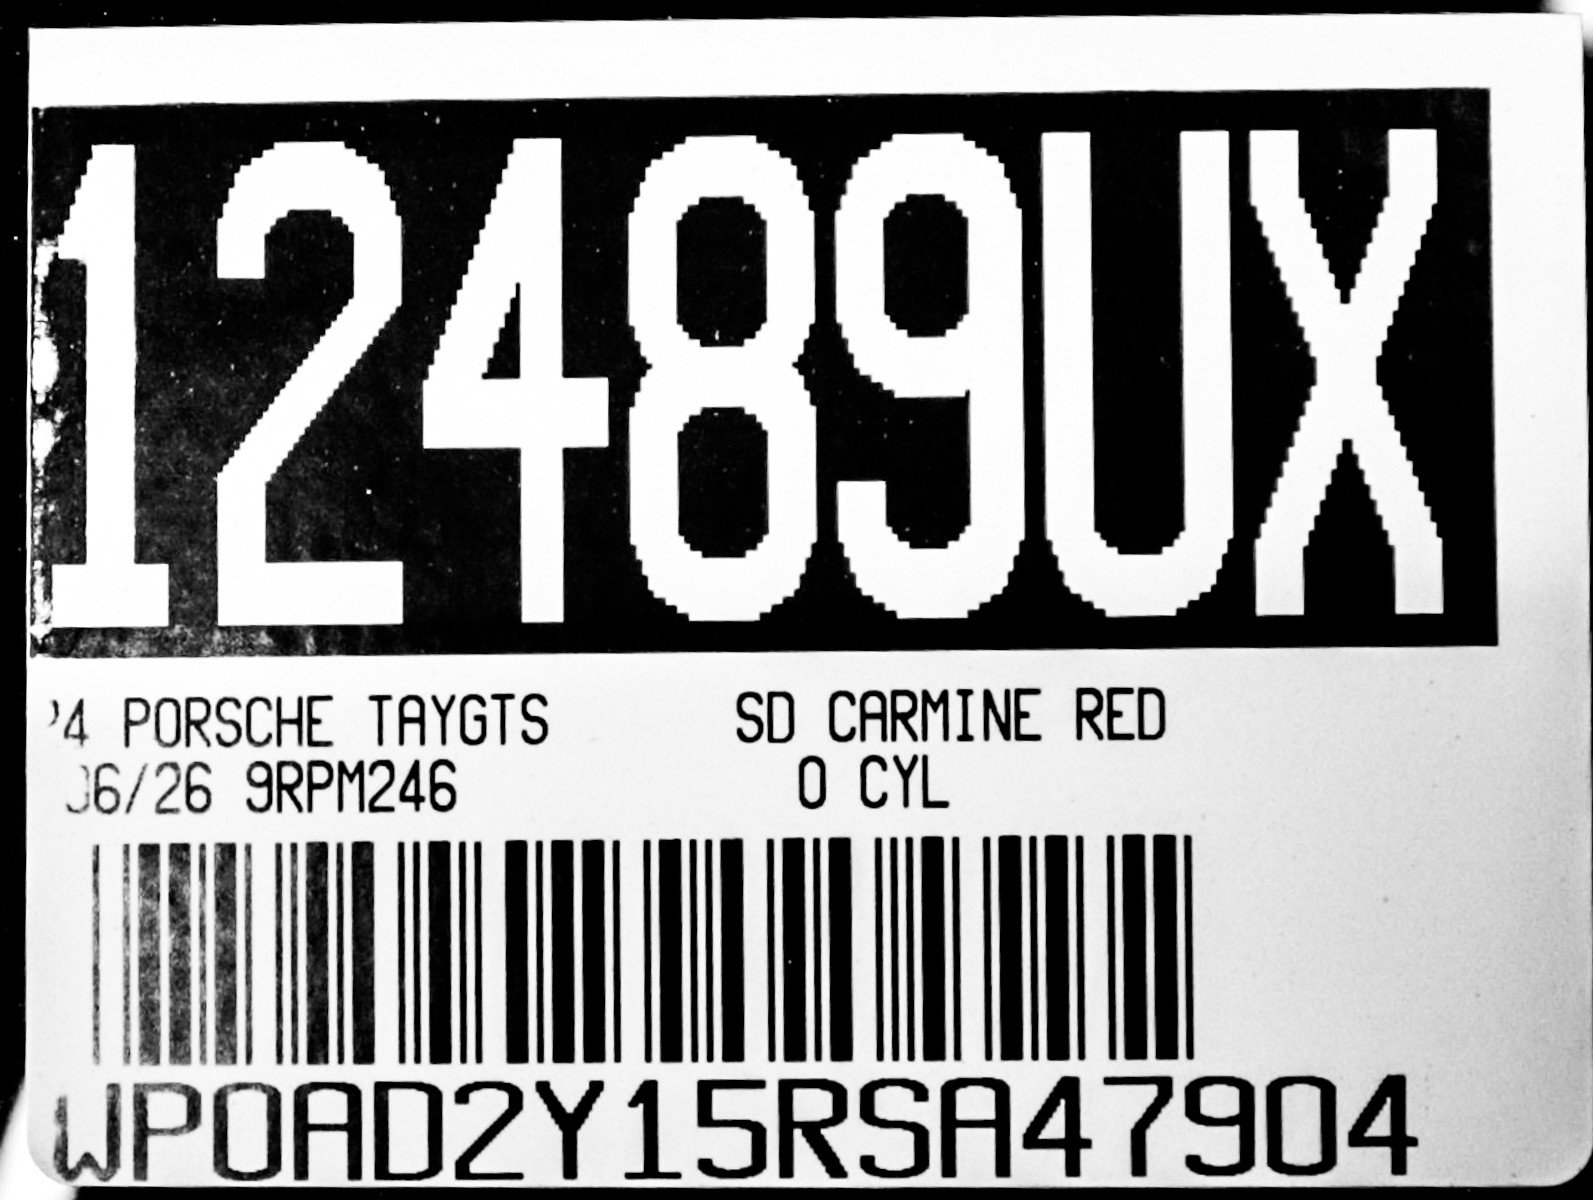 12489UX
'4 PORSCHE TAYGTS SD CARMINE RED
06/26 9RPM246 0 CYL
WP0AD2Y15RSA47904